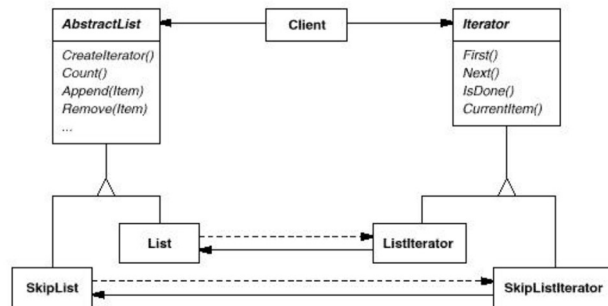 AbstractList
CreateIterator()
Count()
Append(Item)
Remove(Item)
...
Client
Iterator
First()
Next()
IsDone()
CurrentItem()
List
ListIterator
SkipList
SkipListIterator